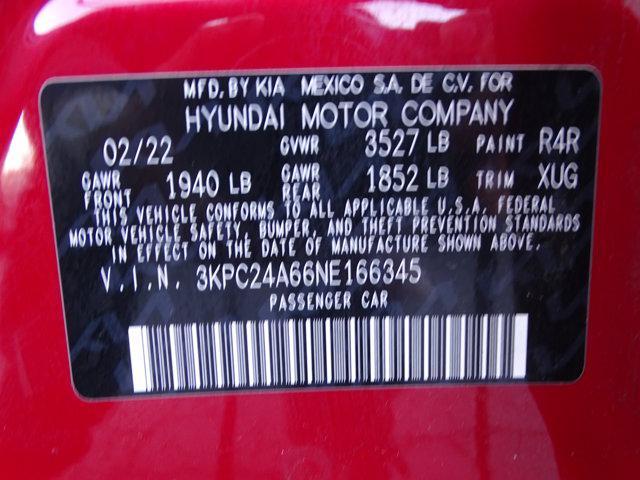 MFD. BY KIA MEXICO S.A. DE C.V. FOR
HYUNDAI MOTOR COMPANY
02/22 GVWR 3527 LB PAINT R4R
GAWR FRONT 1940 LB GAWR REAR 1852 LB TRIM XUG
THIS VEHICLE CONFORMS TO ALL APPLICABLE U.S.A. FEDERAL
MOTOR VEHICLE SAFETY, BUMPER, AND THEFT PREVENTION STANDARDS
IN EFFECT ON THE DATE OF MANUFACTURE SHOWN ABOVE.
V.I.N. 3KPC24A66NE166345
PASSENGER CAR